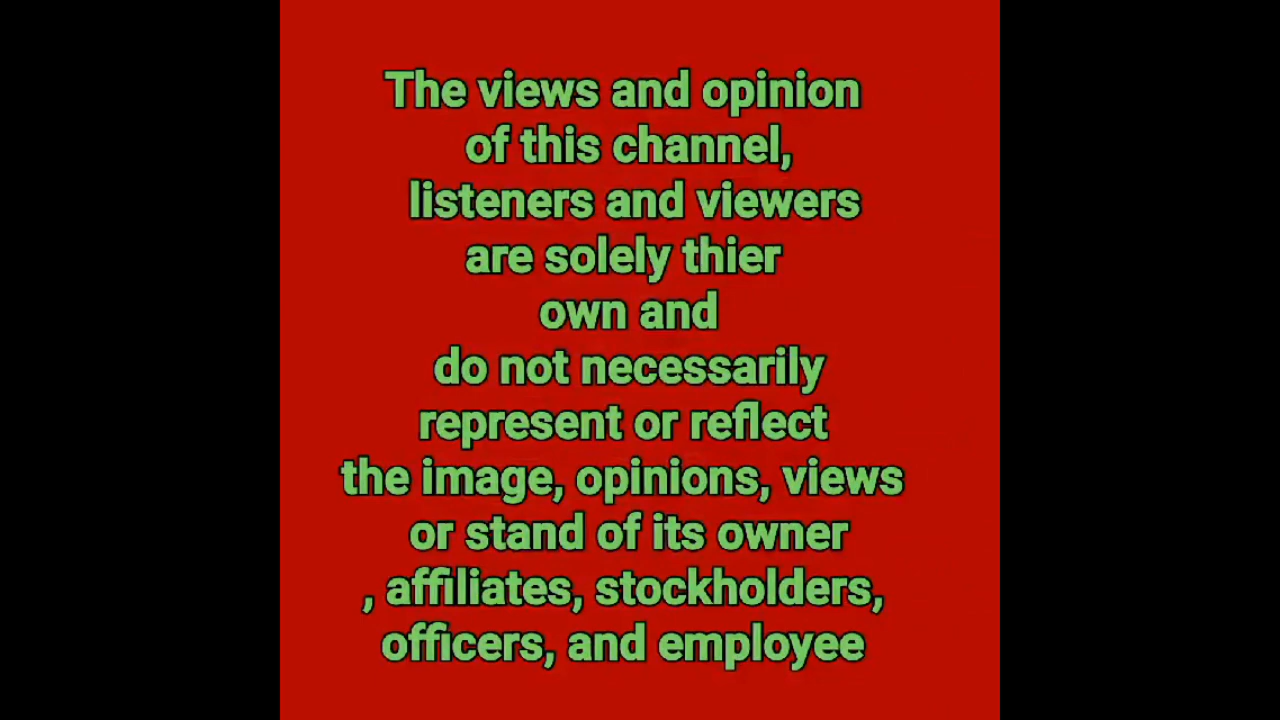 The views and opinion
of this channel,
listeners and viewers
are solely thier
own and
do not necessarily
represent or reflect
the image, opinions, views
or stand of its owner
, affiliates, stockholders,
officers, and employee